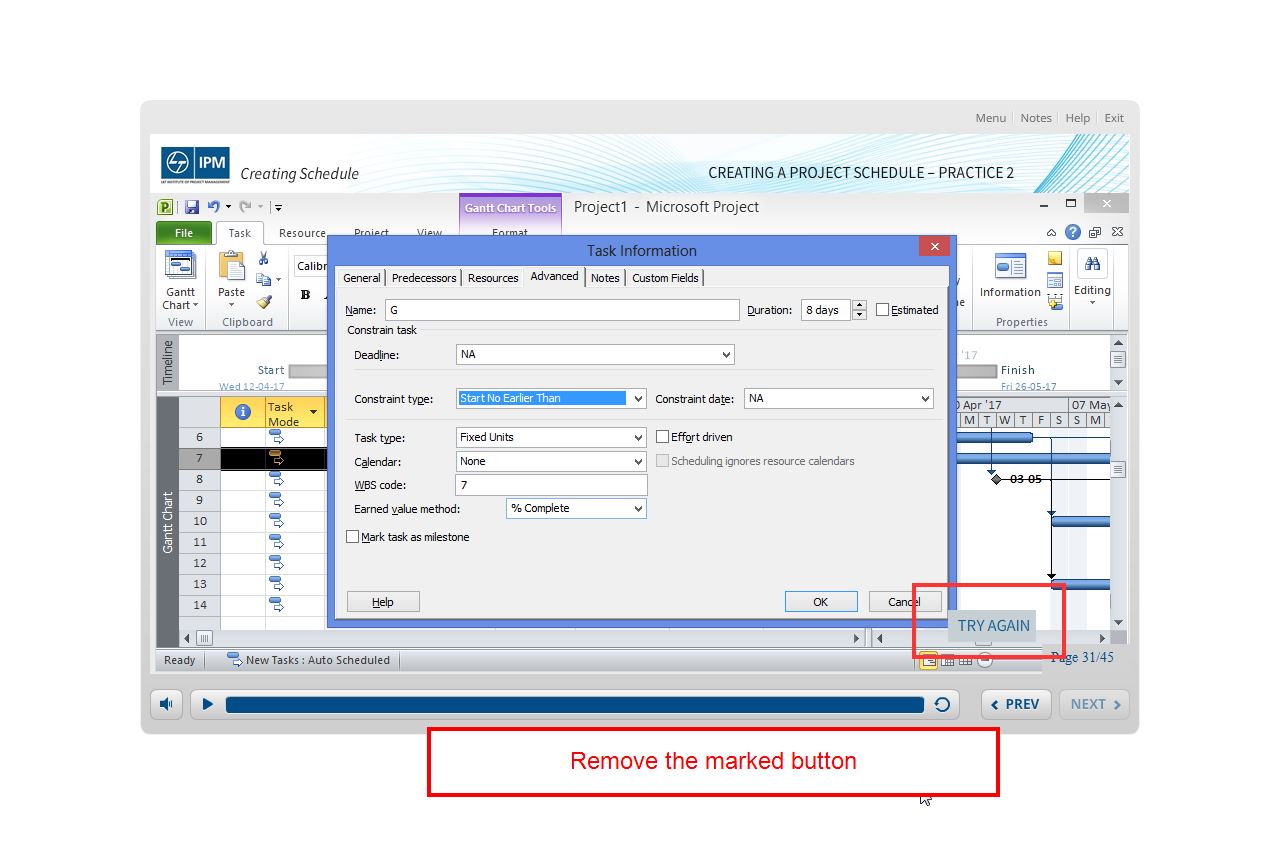 Menu Notes Help Exit
IPM
L&T INSTITUTE OF PROJECT MANAGEMENT
Creating Schedule
CREATING A PROJECT SCHEDULE – PRACTICE 2
Gantt Chart Tools
Project1 - Microsoft Project
File Task Resource Project View Format
Task Information
Gantt Chart
Paste
Calibr
B
View
Clipboard
Information
Editing
Properties
General Predecessors Resources Advanced Notes Custom Fields
Name: G Duration: 8 days Estimated
Constrain task
Deadline: NA
Constraint type: Start No Earlier Than Constraint date: NA
Task type: Fixed Units Effort driven
Calendar: None Scheduling ignores resource calendars
WBS code: 7
Earned value method: % Complete
Mark task as milestone
Help OK Cancel
Timeline
Start
Wed 12-04-17
'17
Finish
Fri 26-05-17
Gantt Chart
Task Mode
Apr '17 07 May
M T W T F S S M
6
7
8
9
10
11
12
13
14
03-05
TRY AGAIN
Ready New Tasks : Auto Scheduled
Page 31/45
PREV NEXT
Remove the marked button